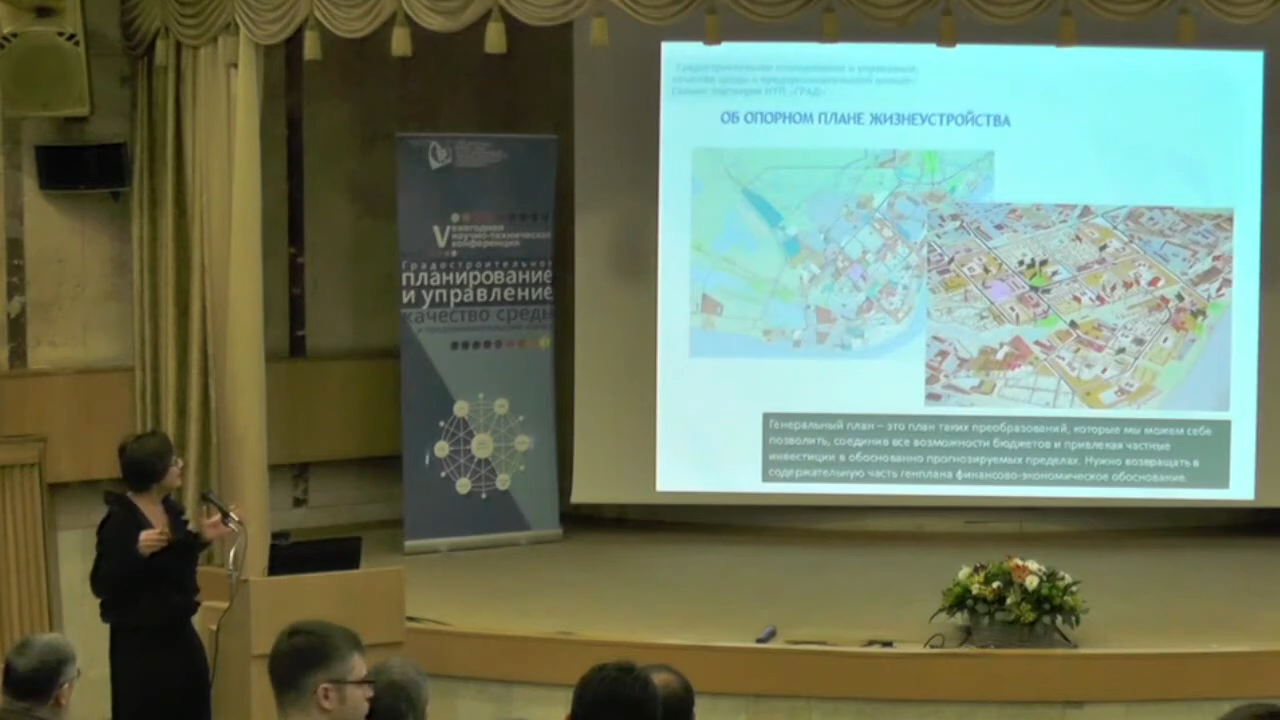 V ежегодная
научно-техническая
конференция
Градостроительное
планирование
и управление
качество среды
ОБ ОПОРНОМ ПЛАНЕ ЖИЗНЕУСТРОЙСТВА
Генеральный план – это план таких преобразований, которые мы можем себе
позволить, соединив все возможности бюджетов и привлекая частные
инвестиции в обоснованно прогнозируемых пределах. Нужно возвращать в
содержательную часть генплана финансово-экономическое обоснование.